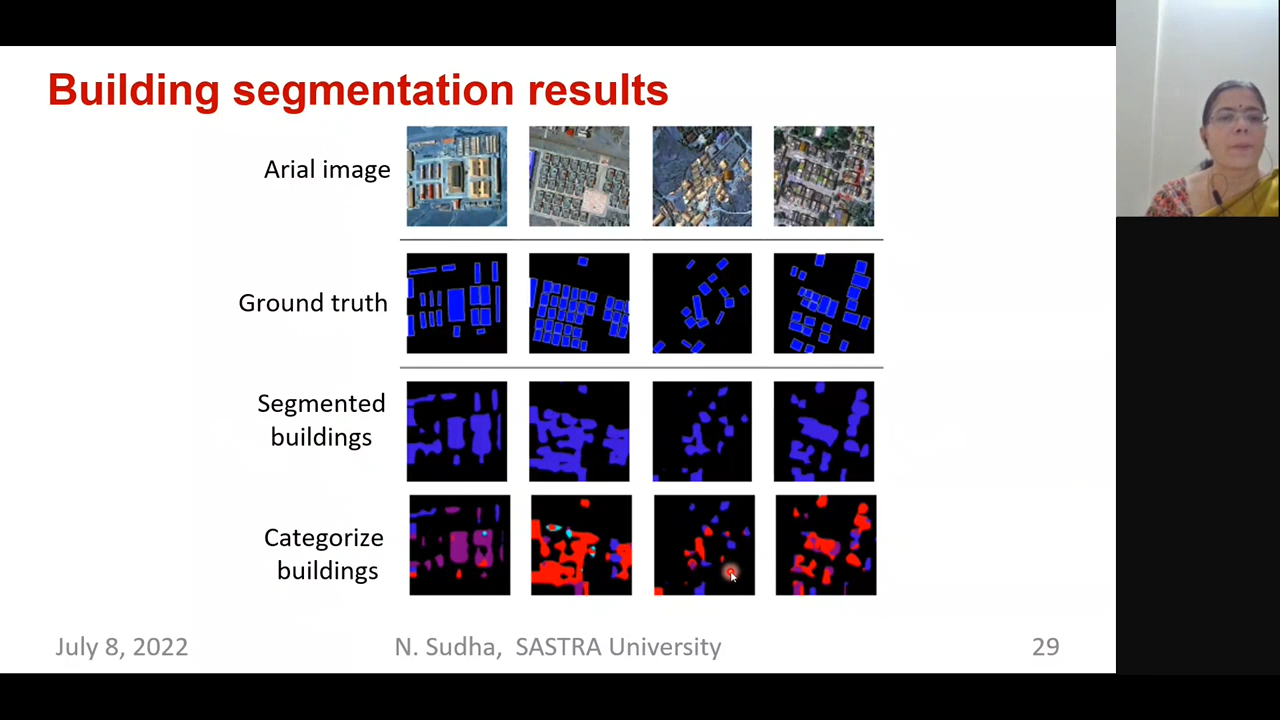 Building segmentation results
Arial image
Ground truth
Segmented
buildings
Categorize
buildings
July 8, 2022
N. Sudha, SASTRA University
29